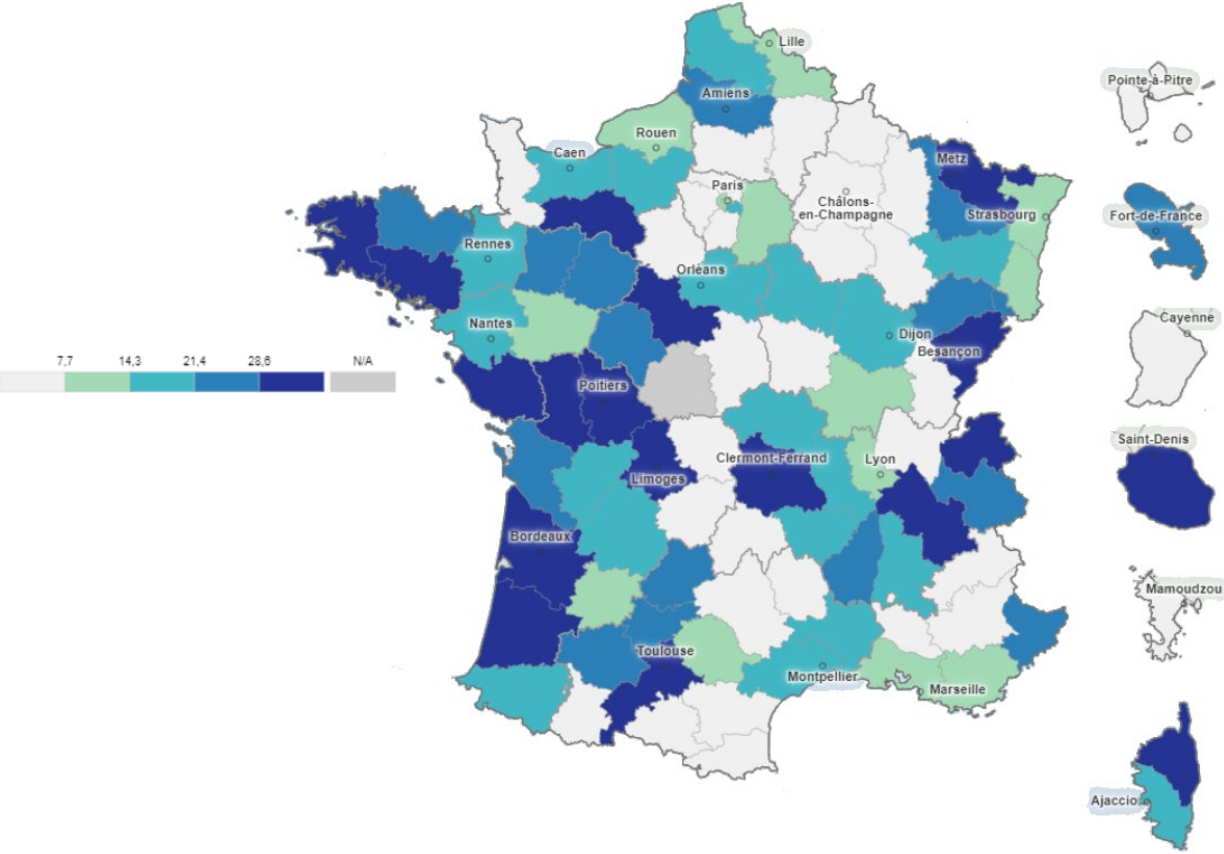 Lille
Pointe-à-Pitre
Amiens
Rouen
Caen
Metz
Paris
Châlons-
en-Champagne
Strasbourg
Fort-de-France
Rennes
Orléans
Nantes
Cayenne
Dijon
Besançon
7,7 14,3 21,4 28,6 N/A
Poitiers
Saint-Denis
Clermont-Ferrand
Lyon
Limoges
Bordeaux
Mamoudzou
Toulouse
Montpellier
Marseille
Ajaccio